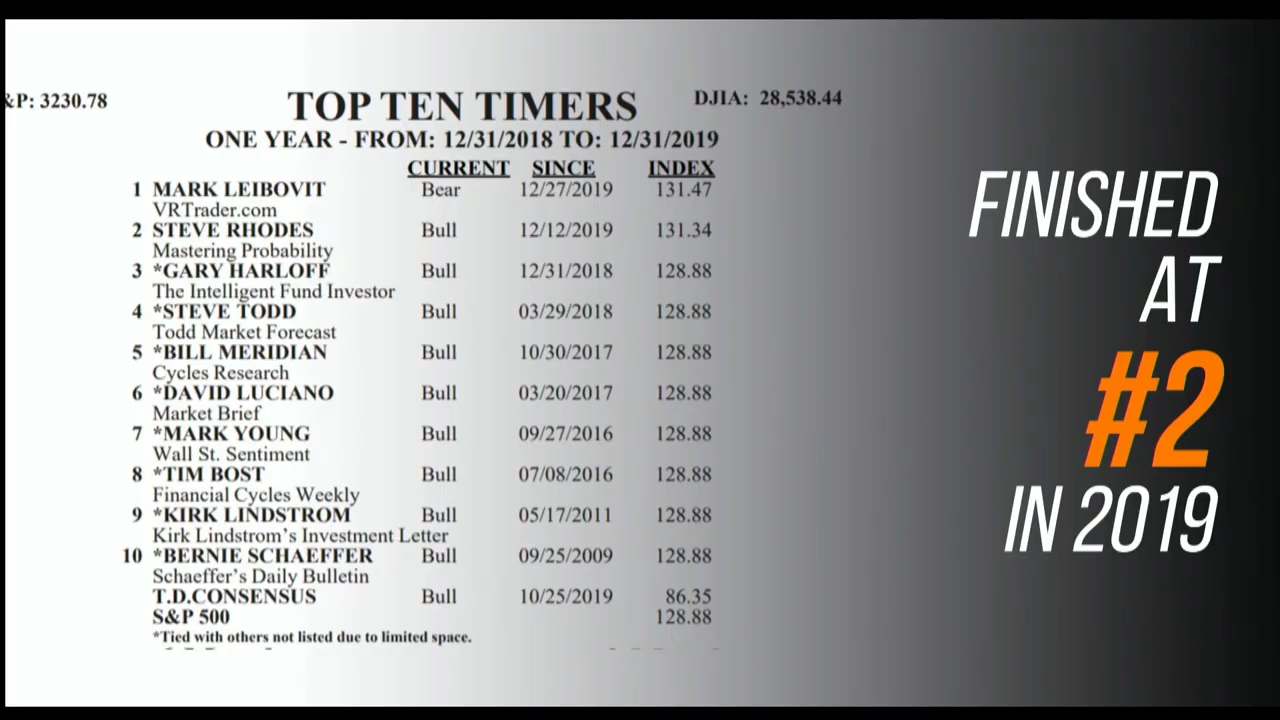 &P: 3230.78
TOP TEN TIMERS
DJIA: 28,538.44
ONE YEAR - FROM: 12/31/2018 TO: 12/31/2019
CURRENT SINCE INDEX
1 MARK LEIBOVIT Bear 12/27/2019 131.47
VRTrader.com
2 STEVE RHODES Bull 12/12/2019 131.34
Mastering Probability
3 *GARY HARLOFF Bull 12/31/2018 128.88
The Intelligent Fund Investor
4 *STEVE TODD Bull 03/29/2018 128.88
Todd Market Forecast
5 *BILL MERIDIAN Bull 10/30/2017 128.88
Cycles Research
6 *DAVID LUCIANO Bull 03/20/2017 128.88
Market Brief
7 *MARK YOUNG Bull 09/27/2016 128.88
Wall St. Sentiment
8 *TIM BOST Bull 07/08/2016 128.88
Financial Cycles Weekly
9 *KIRK LINDSTROM Bull 05/17/2011 128.88
Kirk Lindstrom's Investment Letter
10 *BERNIE SCHAEFFER Bull 09/25/2009 128.88
Schaeffer's Daily Bulletin
T.D.CONSENSUS Bull 10/25/2019 86.35
S&P 500 128.88
*Tied with others not listed due to limited space.
FINISHED
AT
#2
IN 2019